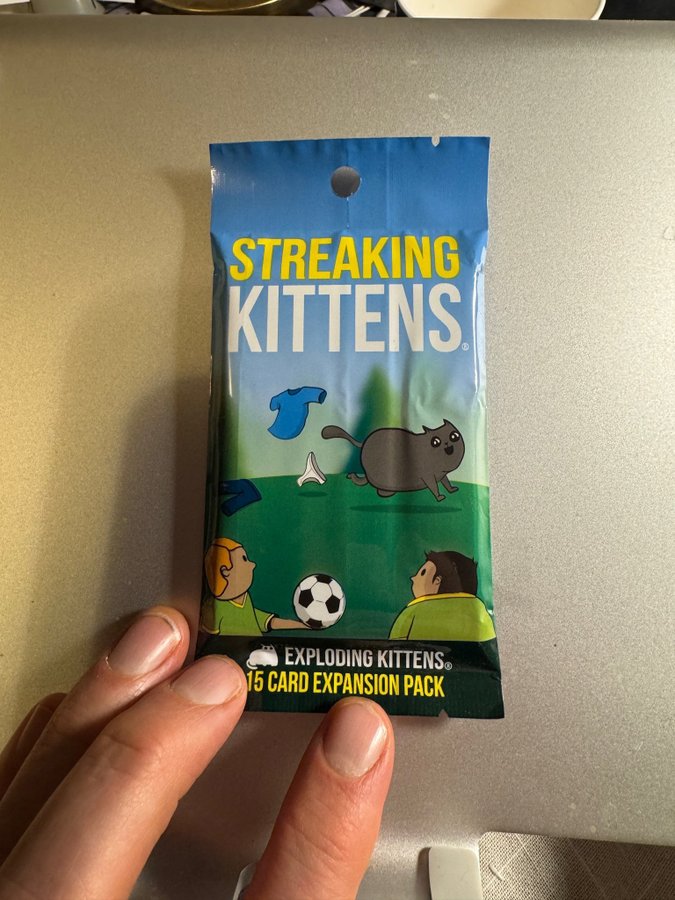 STREAKING
KITTENS®
EXPLODING KITTENS®
15 CARD EXPANSION PACK